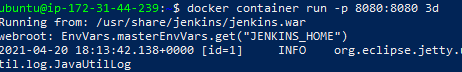 ubuntu@ip-172-31-44-239: $ docker container run -p 8080:8080 3d
Running from: /usr/share/jenkins/jenkins.war
webroot: EnvVars.masterEnvVars.get("JENKINS_HOME")
2021-04-20 18:13:42.138+0000 [id=1] INFO org.eclipse.jetty.u
til.log.JavaUtilLog